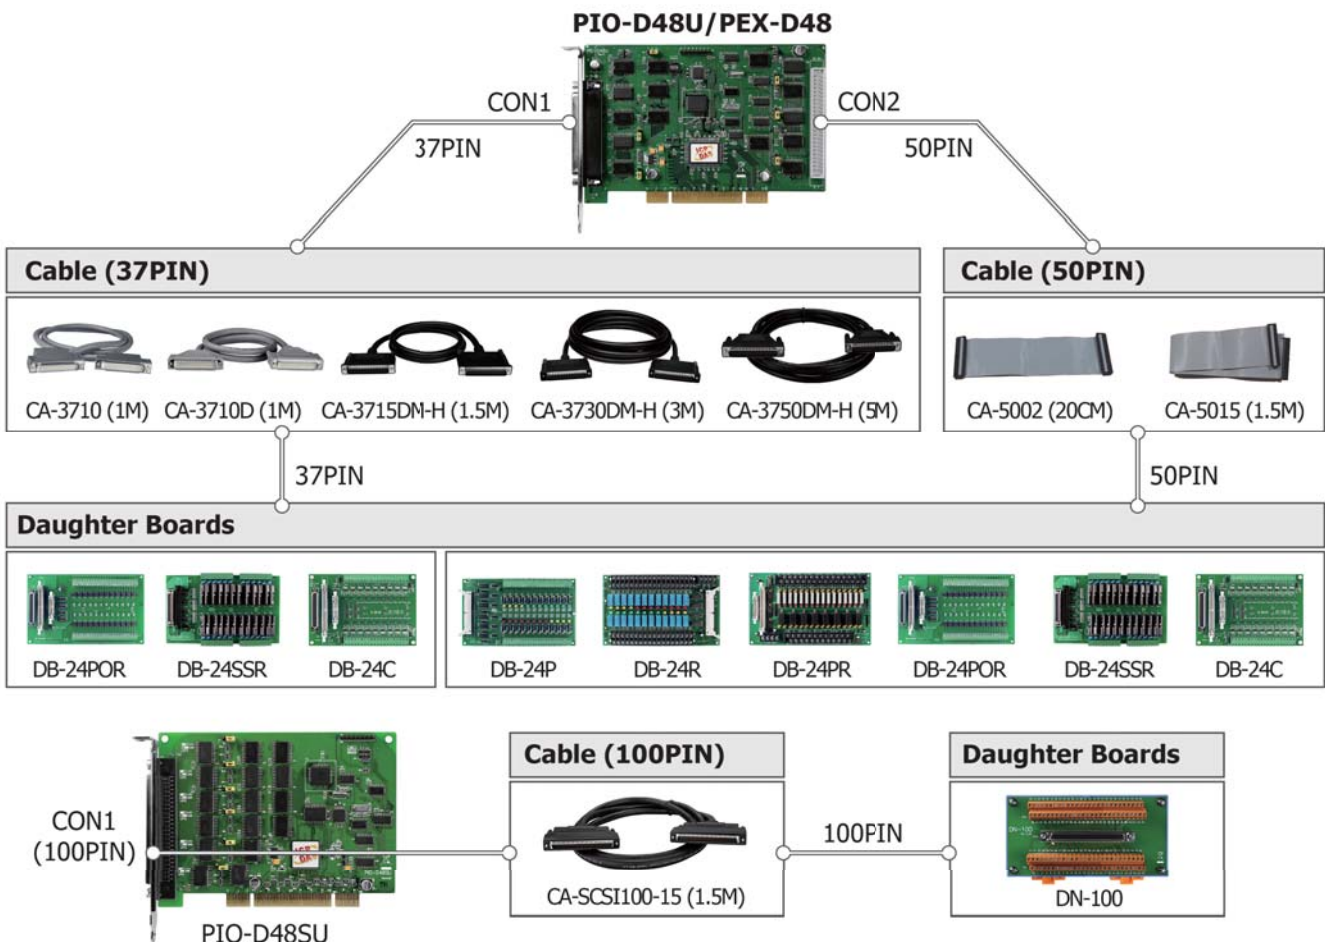 PIO-D48U/PEX-D48
CON1
CON2
37PIN
50PIN
Cable (37PIN)
Cable (50PIN)
CA-3710 (1M) CA-3710D (1M) CA-3715DM-H (1.5M) CA-3730DM-H (3M) CA-3750DM-H (5M)
CA-5002 (20CM) CA-5015 (1.5M)
37PIN
50PIN
Daughter Boards
DB-24POR DB-24SSR DB-24C
DB-24P DB-24R DB-24PR DB-24POR DB-24SSR DB-24C
CON1
(100PIN)
PIO-D48SU
Cable (100PIN)
CA-SCSI100-15 (1.5M)
100PIN
Daughter Boards
DN-100
DN-100